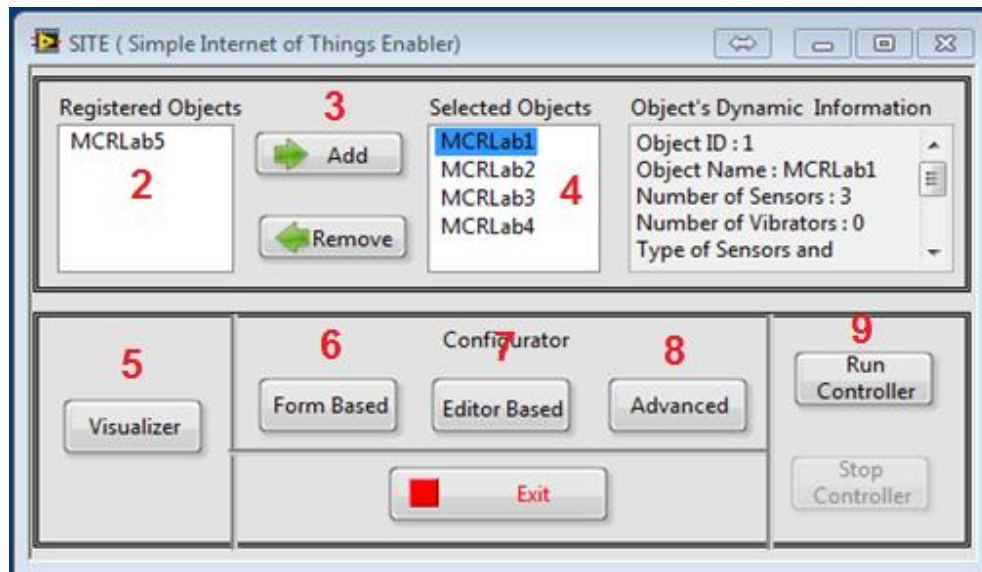 SITE ( Simple Internet of Things Enabler)
Registered Objects
MCRLab5
2
3
Add
Remove
Selected Objects
MCRLab1
MCRLab2
MCRLab3
MCRLab4
4
Object's Dynamic Information
Object ID : 1
Object Name : MCRLab1
Number of Sensors : 3
Number of Vibrators : 0
Type of Sensors and
5
Visualizer
Configurator
6
Form Based
7
Editor Based
8
Advanced
Exit
9
Run
Controller
Stop
Controller